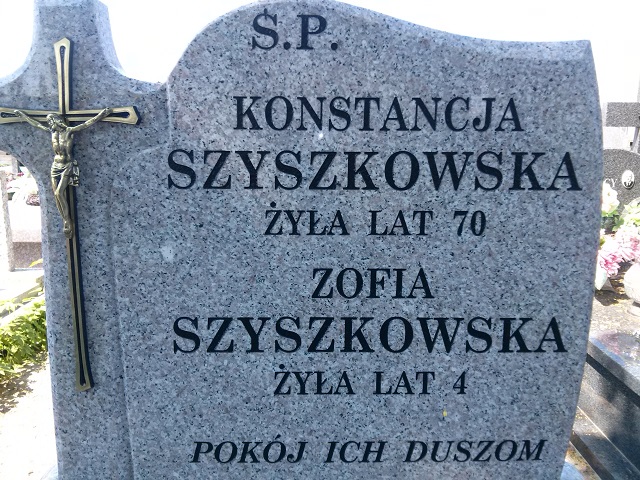 Ś.P.
KONSTANCJA
SZYSZKOWSKA
ŻYŁA LAT 70
ZOFIA
SZYSZKOWSKA
ŻYŁA LAT 4
POKÓJ ICH DUSZOM